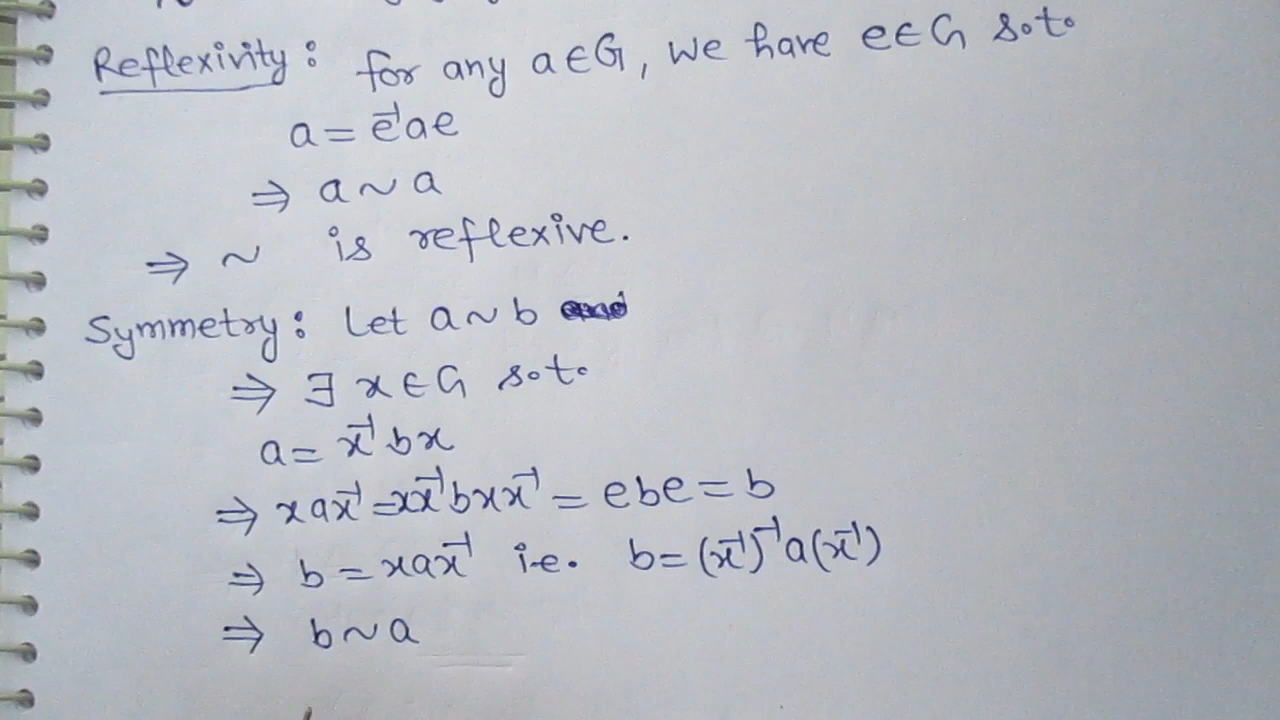 Reflexivity : for any a∈G, we have e∈G s.t.
a = e⁻¹ae
⇒ a ~ a
⇒ ~ is reflexive.
Symmetry : Let a ~ b
⇒ ∃ x∈G s.t.
a = x⁻¹bx
⇒ xax⁻¹ = xx⁻¹bxx⁻¹ = ebe = b
⇒ b = xax⁻¹ i.e. b = (x⁻¹)⁻¹a(x⁻¹)
⇒ b ~ a